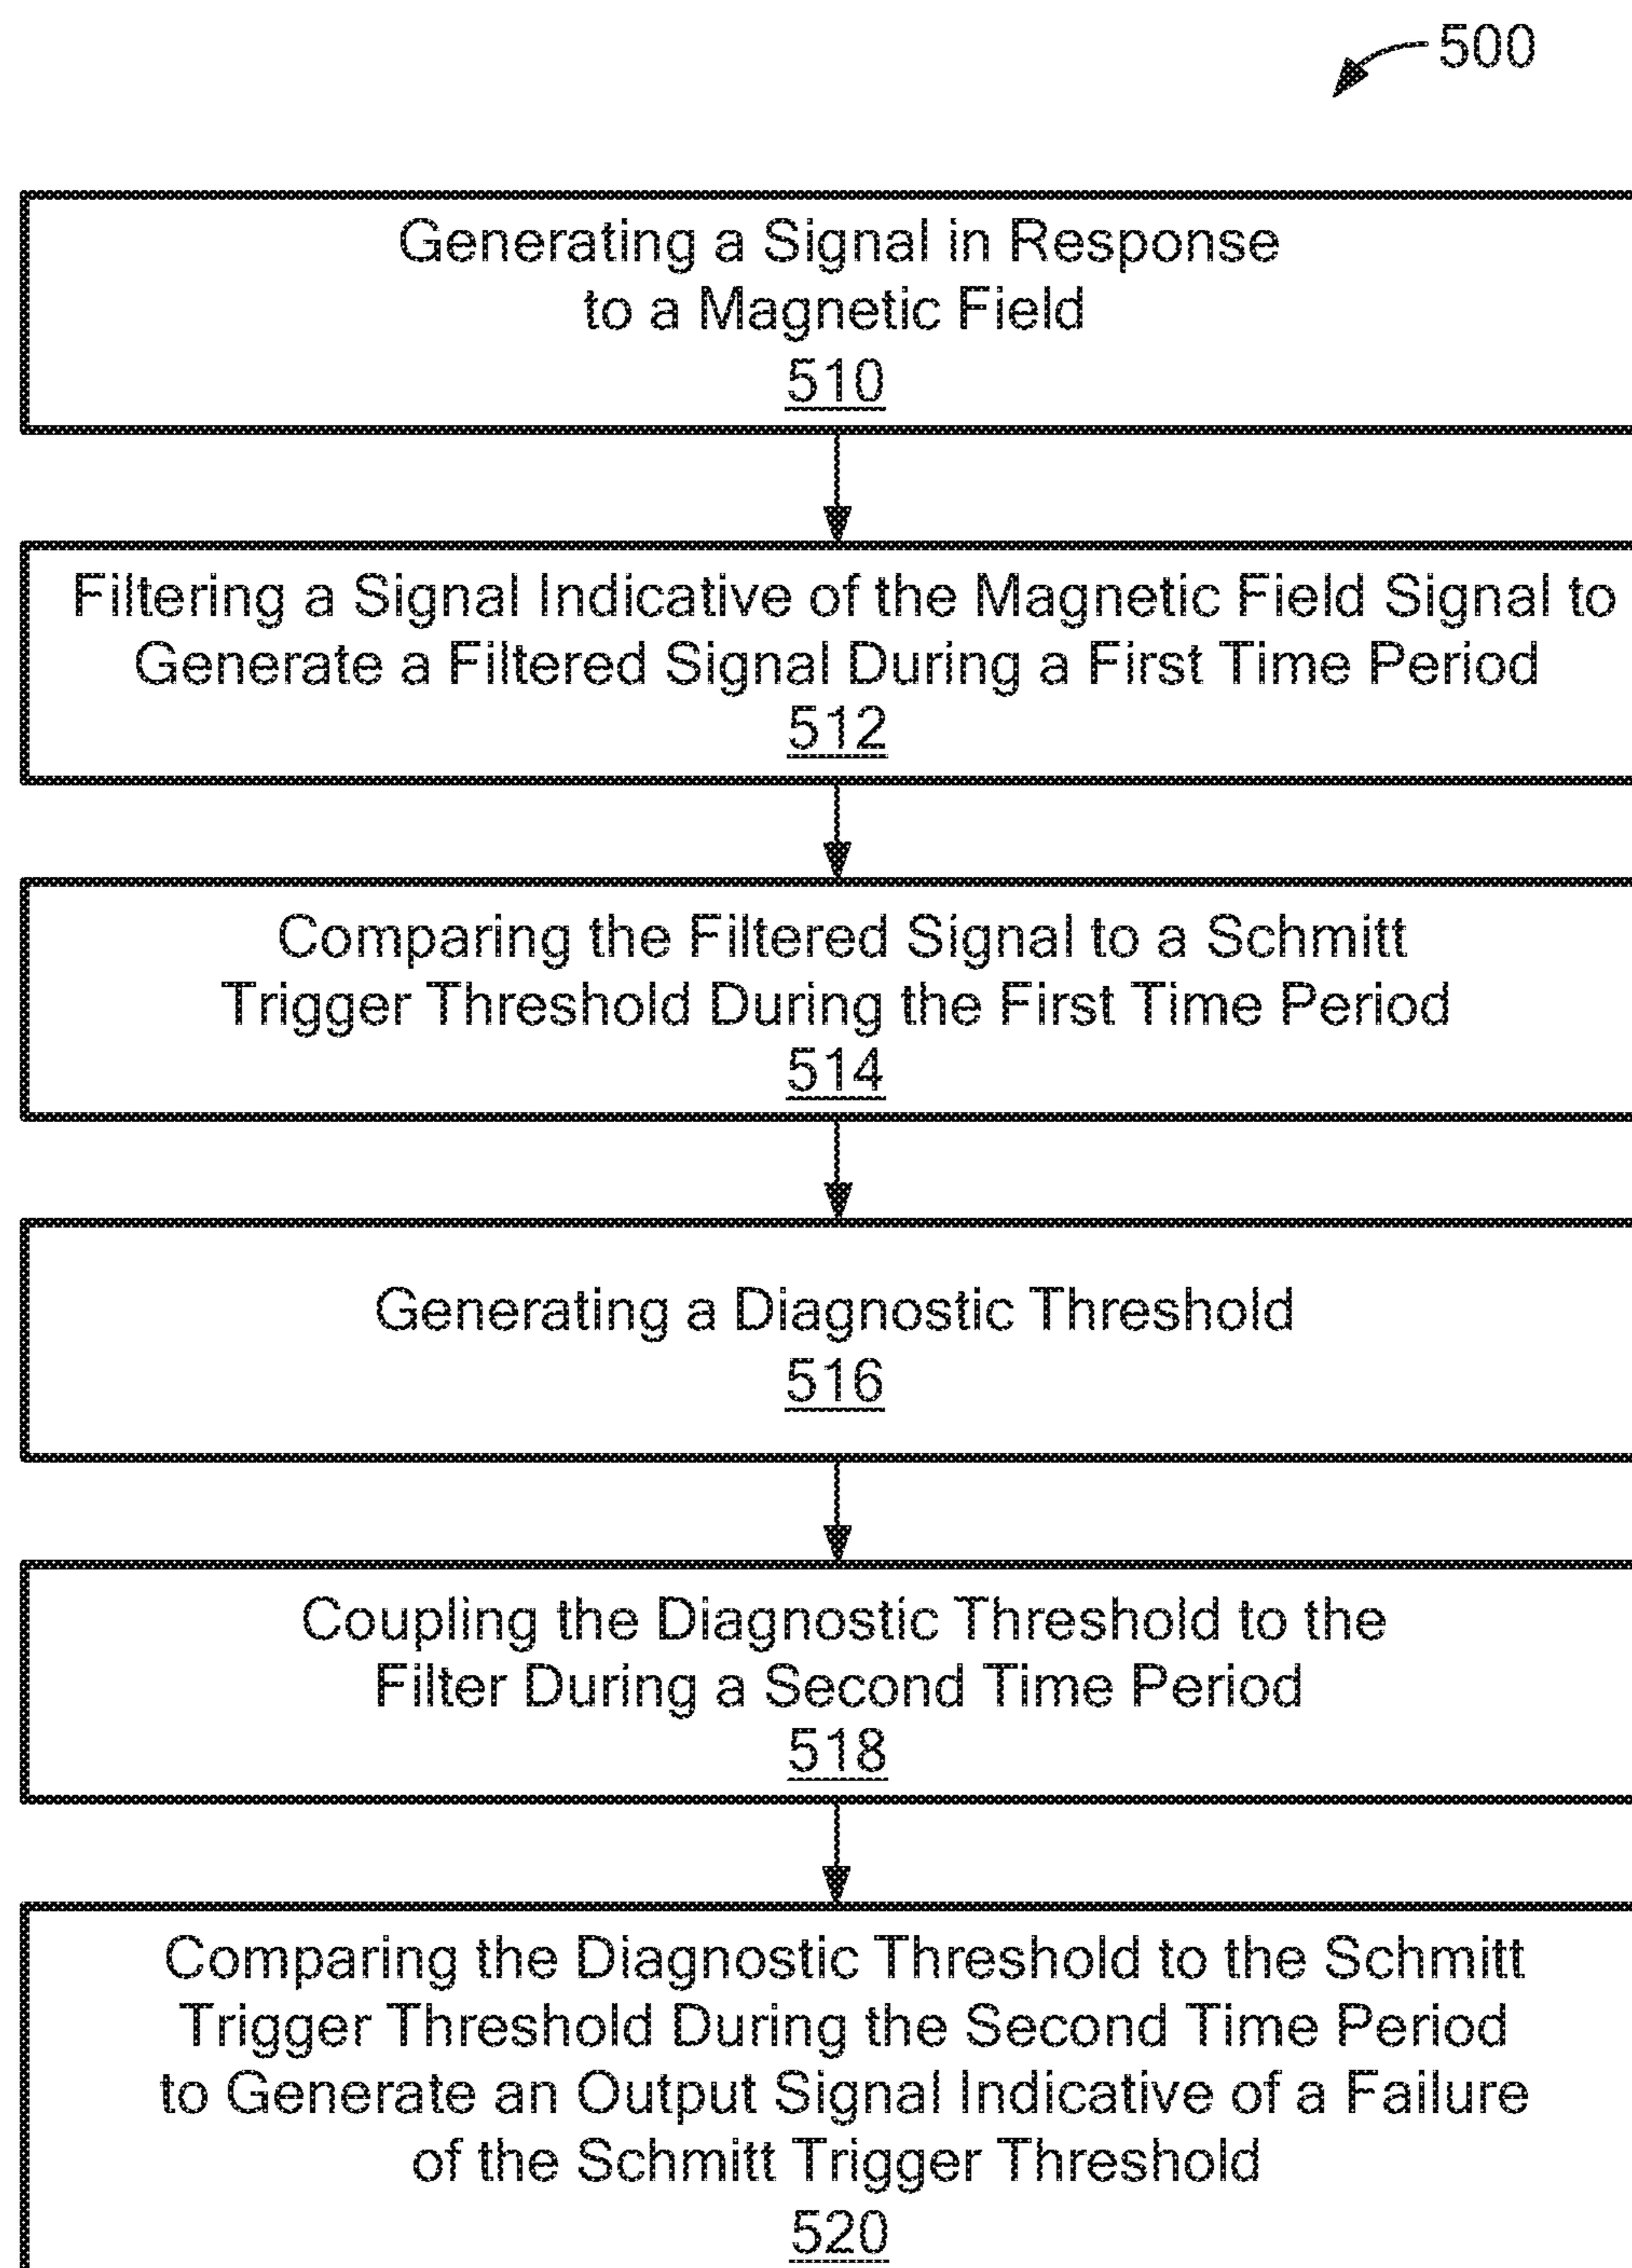 500
Generating a Signal in Response
to a Magnetic Field
510
Filtering a Signal Indicative of the Magnetic Field Signal to
Generate a Filtered Signal During a First Time Period
512
Comparing the Filtered Signal to a Schmitt
Trigger Threshold During the First Time Period
514
Generating a Diagnostic Threshold
516
Coupling the Diagnostic Threshold to the
Filter During a Second Time Period
518
Comparing the Diagnostic Threshold to the Schmitt
Trigger Threshold During the Second Time Period
to Generate an Output Signal Indicative of a Failure
of the Schmitt Trigger Threshold
520